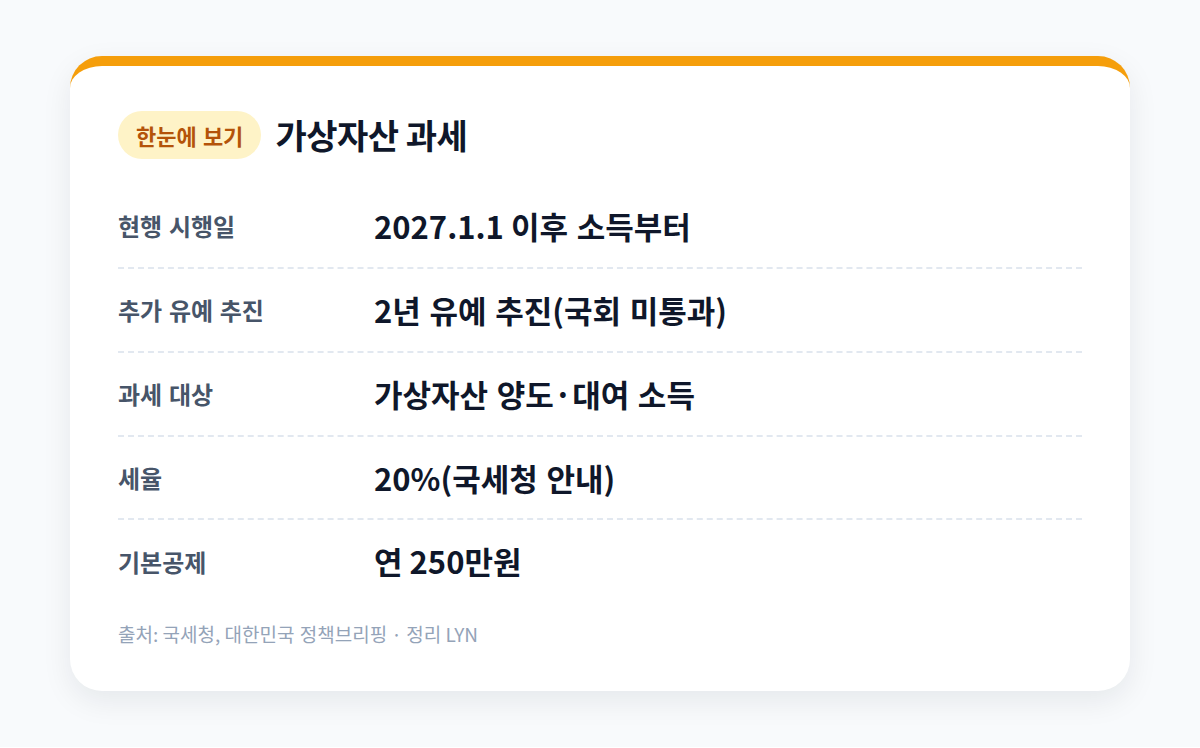 한눈에 보기 가상자산 과세
현행 시행일 2027.1.1 이후 소득부터
추가 유예 추진 2년 유예 추진(국회 미통과)
과세 대상 가상자산 양도·대여 소득
세율 20%(국세청 안내)
기본공제 연 250만원
출처: 국세청, 대한민국 정책브리핑 · 정리 LYN